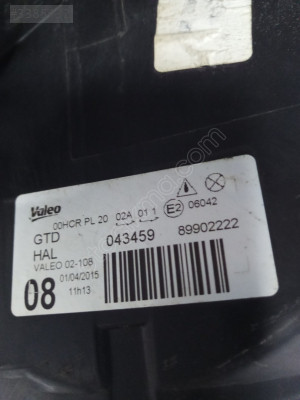 Valeo
00HCR PL 20 02A 01 1 E2 06042
GTD 043459 89902222
HAL
VALEO 02-108
08 01/04/2015
11h13